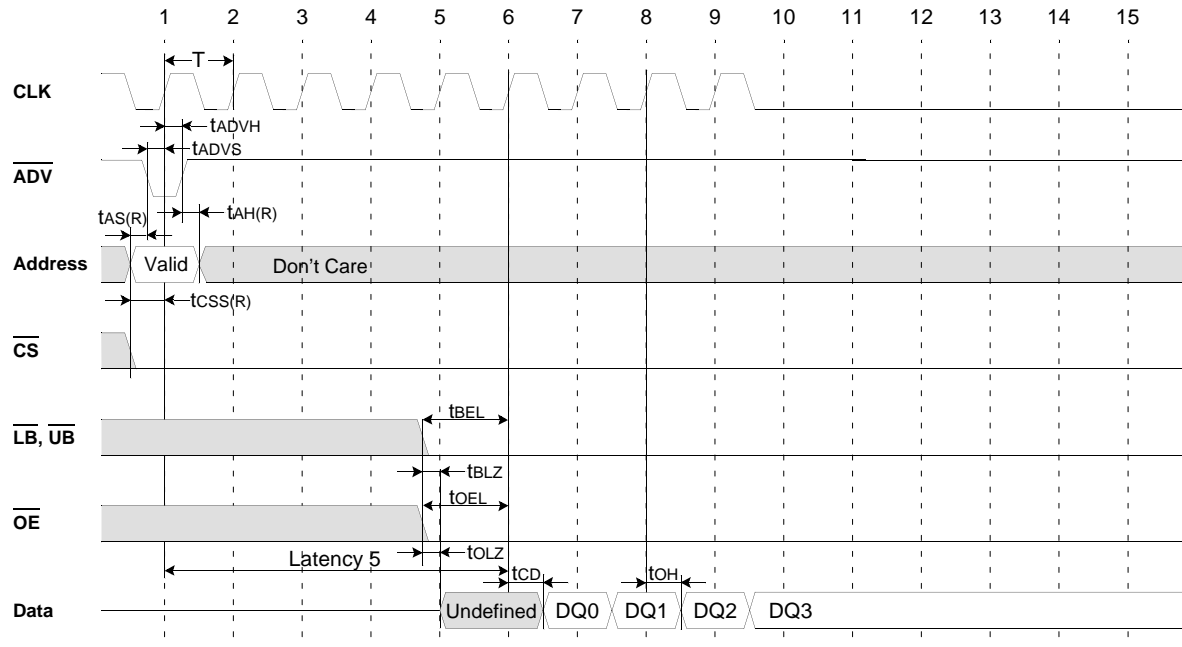 1 2 3 4 5 6 7 8 9 10 11 12 13 14 15
T
CLK
tADVH
tADVS
ADV
tAS(R)
tAH(R)
Address
Valid
Don't Care
tCSS(R)
CS
tBEL
LB, UB
tBLZ
tOEL
OE
tOLZ
Latency 5
tCD
tOH
Data
Undefined
DQ0
DQ1
DQ2
DQ3